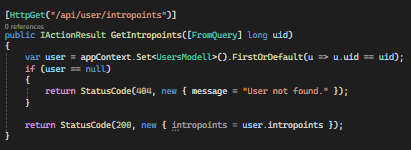 [HttpGet("/api/user/intropoints")]
0 references
public IActionResult GetIntropoints([FromQuery] long uid)
{
var user = appContext.Set<UsersModell>().FirstOrDefault(u => u.uid == uid);
if (user == null)
{
return StatusCode(404, new { message = "User not found." });
}
return StatusCode(200, new { intropoints = user.intropoints });
}